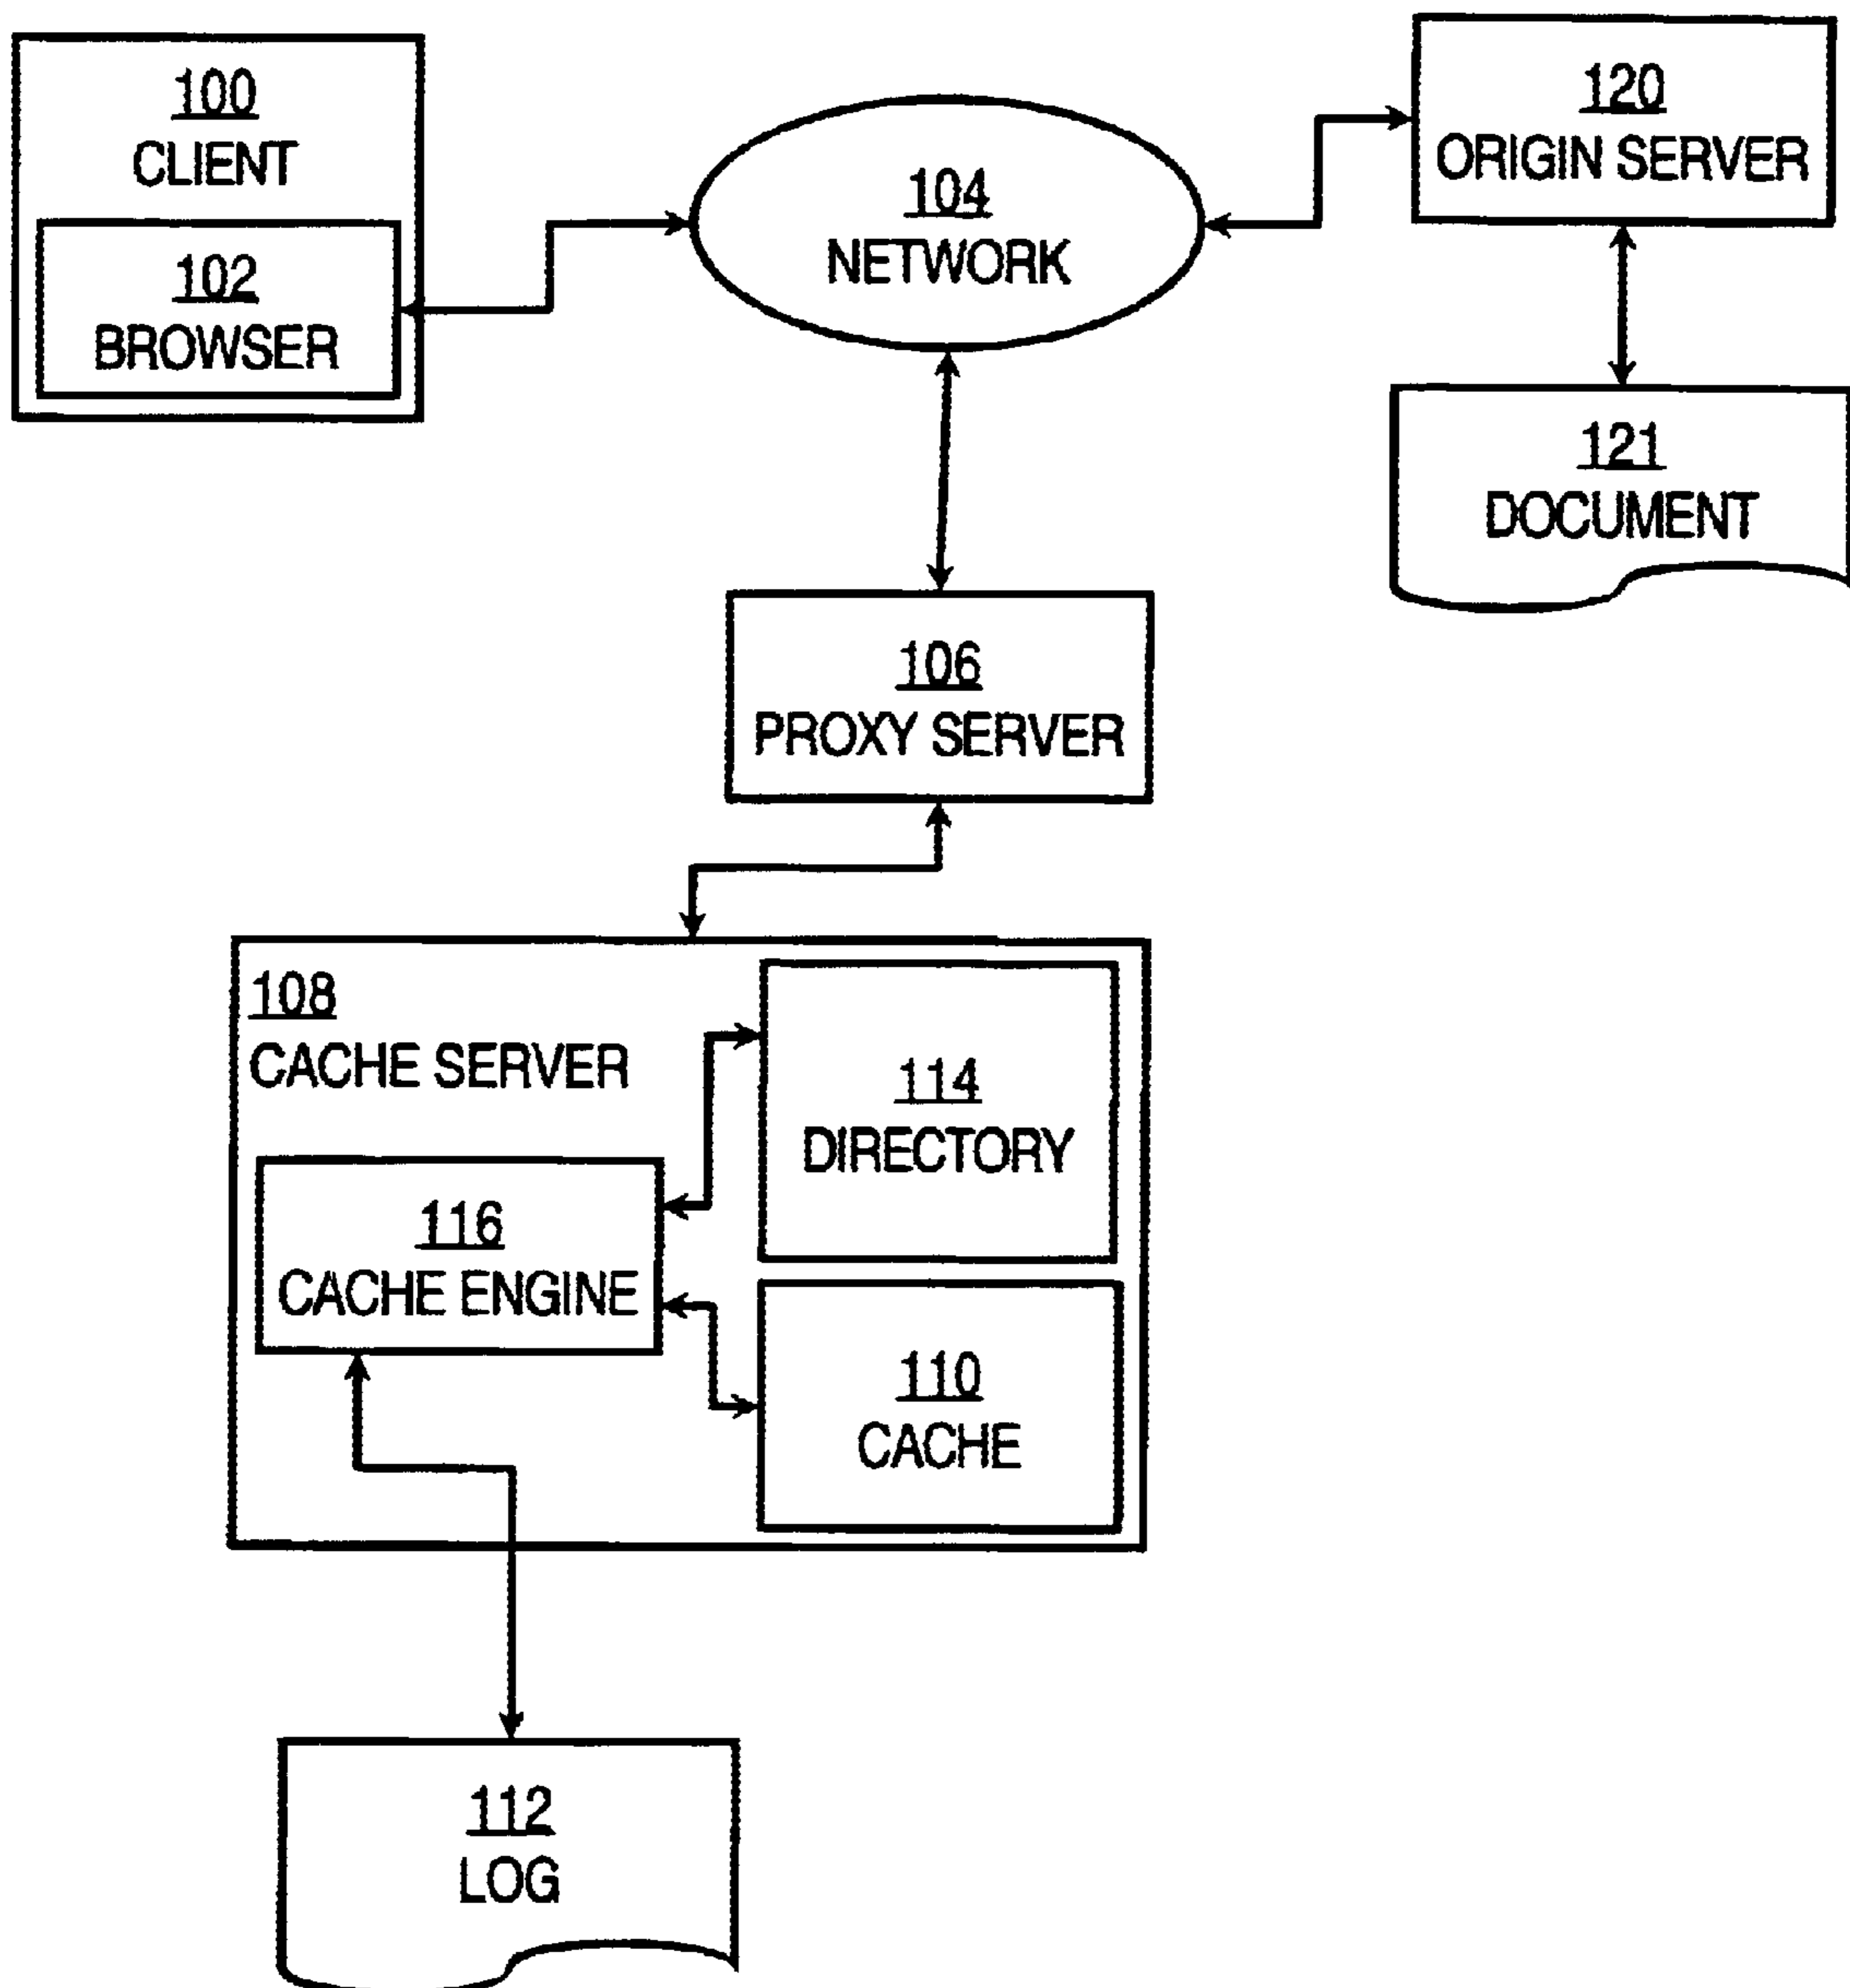 100
CLIENT
102
BROWSER
104
NETWORK
120
ORIGIN SERVER
121
DOCUMENT
106
PROXY SERVER
108
CACHE SERVER
114
DIRECTORY
116
CACHE ENGINE
110
CACHE
112
LOG